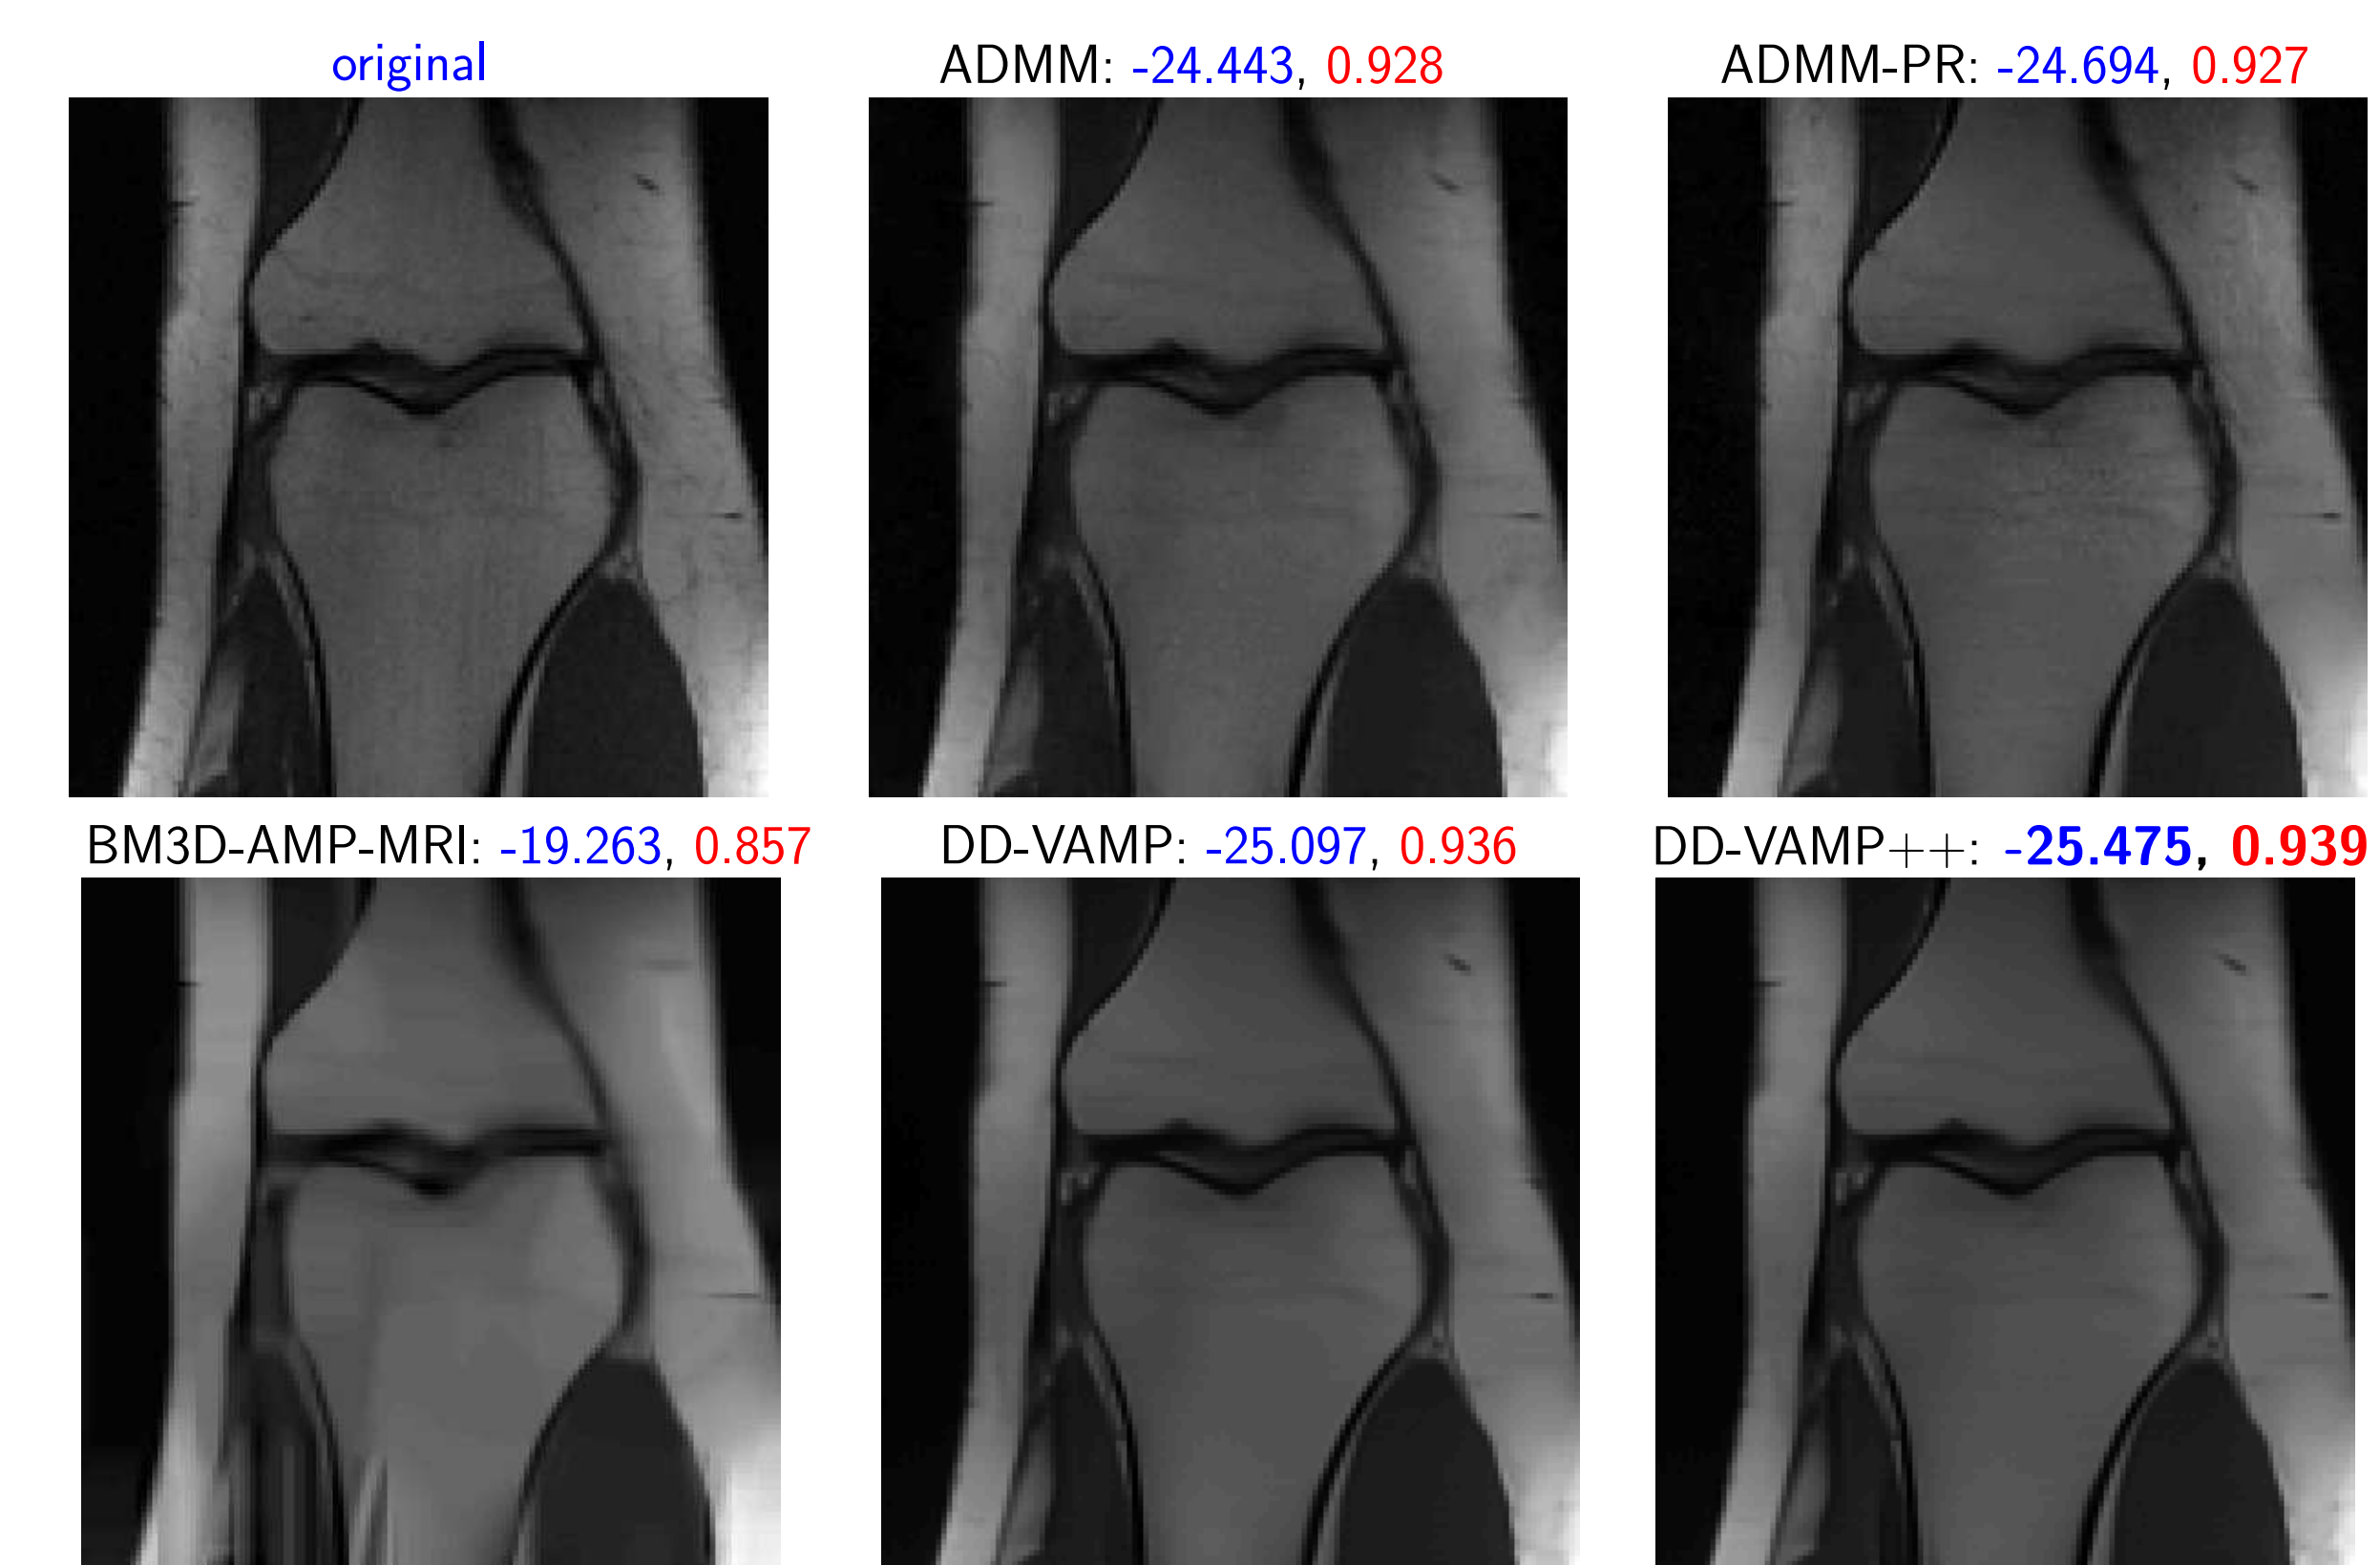 original
ADMM: -24.443, 0.928
ADMM-PR: -24.694, 0.927
BM3D-AMP-MRI: -19.263, 0.857
DD-VAMP: -25.097, 0.936
DD-VAMP++: -25.475, 0.939